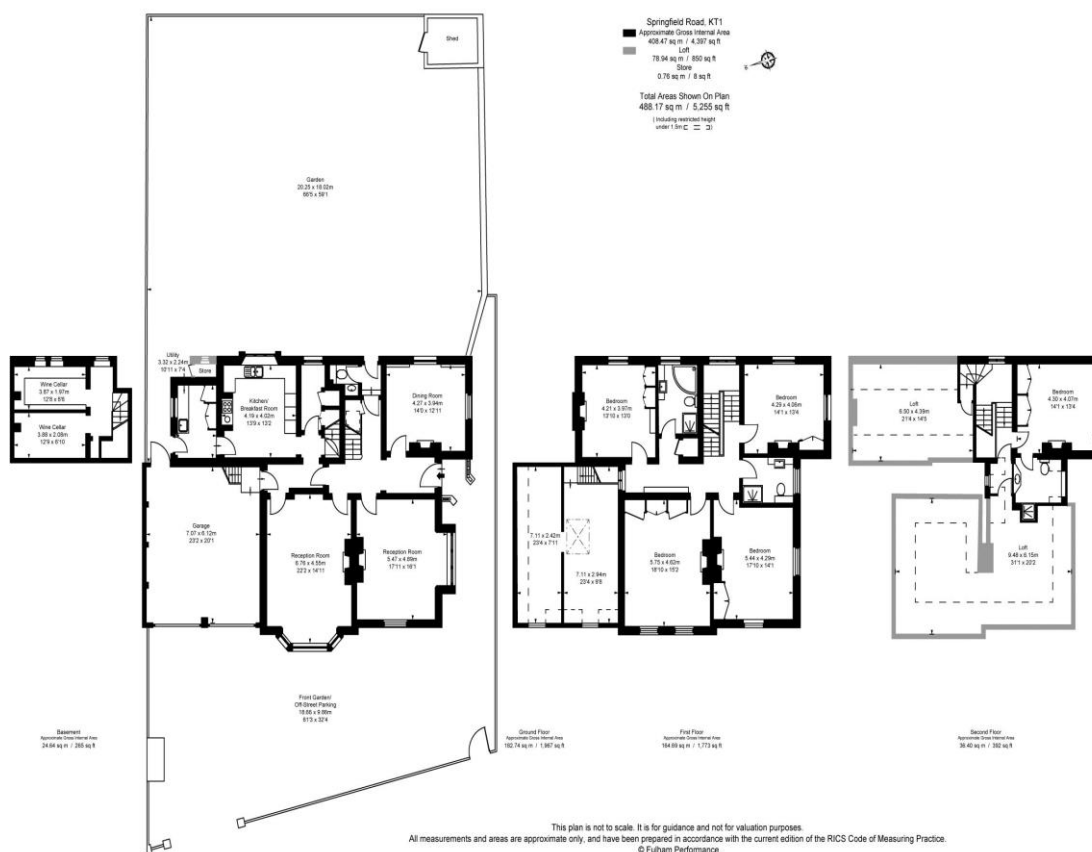 Springfield Road, KT1
Approximate Gross Internal Area
408.47 sq m / 4,397 sq ft
Loft
78.94 sq m / 850 sq ft
Store
0.76 sq m / 8 sq ft
Total Areas Shown On Plan
488.17 sq m / 5,255 sq ft
( Including restricted height
under 1.5m
Shed
Garden
20.25 x 18.02m
66'5 x 59'1
Utility
3.32 x 2.24m
10'11 x 7'4
Store
Kitchen/
Breakfast Room
4.19 x 4.02m
13'9 x 13'2
Dining Room
4.27 x 3.94m
14'0 x 12'11
Wine Cellar
3.87 x 1.97m
12'8 x 6'6
Wine Cellar
3.88 x 2.08m
12'9 x 6'10
Garage
7.07 x 6.12m
23'2 x 20'1
Reception Room
6.76 x 4.55m
22'2 x 14'11
Reception Room
5.47 x 4.89m
17'11 x 16'1
Front Garden/
Off-Street Parking
18.66 x 9.86m
61'3 x 32'4
Bedroom
4.21 x 3.97m
13'10 x 13'0
Bedroom
4.29 x 4.06m
14'1 x 13'4
7.11 x 2.42m
23'4 x 7'11
7.11 x 2.94m
23'4 x 9'8
Bedroom
5.75 x 4.62m
18'10 x 15'2
Bedroom
5.44 x 4.29m
17'10 x 14'1
Loft
6.50 x 4.39m
21'4 x 14'5
Bedroom
4.30 x 4.07m
14'1 x 13'4
Loft
9.48 x 6.15m
31'1 x 20'2
Basement
Approximate Gross Internal Area
24.64 sq m / 265 sq ft
Ground Floor
Approximate Gross Internal Area
182.74 sq m / 1,967 sq ft
First Floor
Approximate Gross Internal Area
164.69 sq m / 1,773 sq ft
Second Floor
Approximate Gross Internal Area
36.40 sq m / 392 sq ft
This plan is not to scale. It is for guidance and not for valuation purposes.
All measurements and areas are approximate only, and have been prepared in accordance with the current edition of the RICS Code of Measuring Practice.
© Fulham Performance